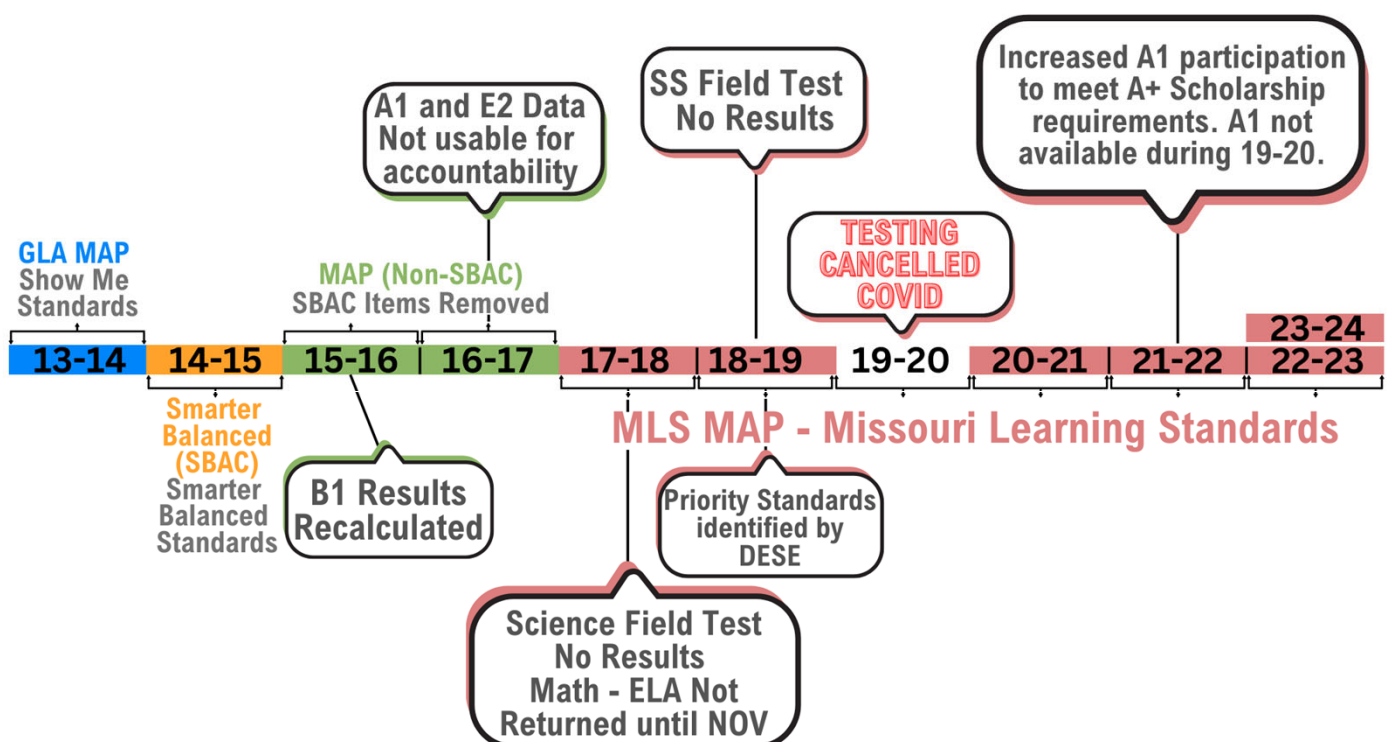 A1 and E2 Data
Not usable for
accountability
SS Field Test
No Results
Increased A1 participation
to meet A+ Scholarship
requirements. A1 not
available during 19-20.
GLA MAP
Show Me
Standards
MAP (Non-SBAC)
SBAC Items Removed
TESTING
CANCELLED
COVID
23-24
13-14
14-15
15-16
16-17
17-18
18-19
19-20
20-21
21-22
22-23
Smarter
Balanced
(SBAC)
Smarter
Balanced
Standards
MLS MAP - Missouri Learning Standards
B1 Results
Recalculated
Priority Standards
identified by
DESE
Science Field Test
No Results
Math - ELA Not
Returned until NOV